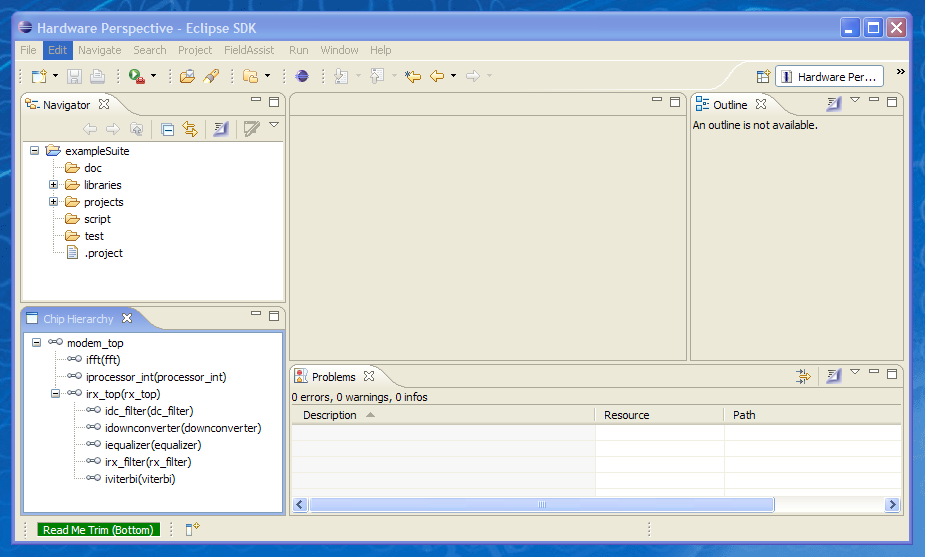 Hardware Perspective - Eclipse SDK
File Edit Navigate Search Project FieldAssist Run Window Help
Hardware Per... »
Navigator
exampleSuite
doc
libraries
projects
script
test
.project
Outline
An outline is not available.
Chip Hierarchy
modem_top
ifft(fft)
iprocessor_int(processor_int)
irx_top(rx_top)
idc_filter(dc_filter)
idownconverter(downconverter)
iequalizer(equalizer)
irx_filter(rx_filter)
iviterbi(viterbi)
Problems
0 errors, 0 warnings, 0 infos
Description Resource Path
Read Me Trim (Bottom)